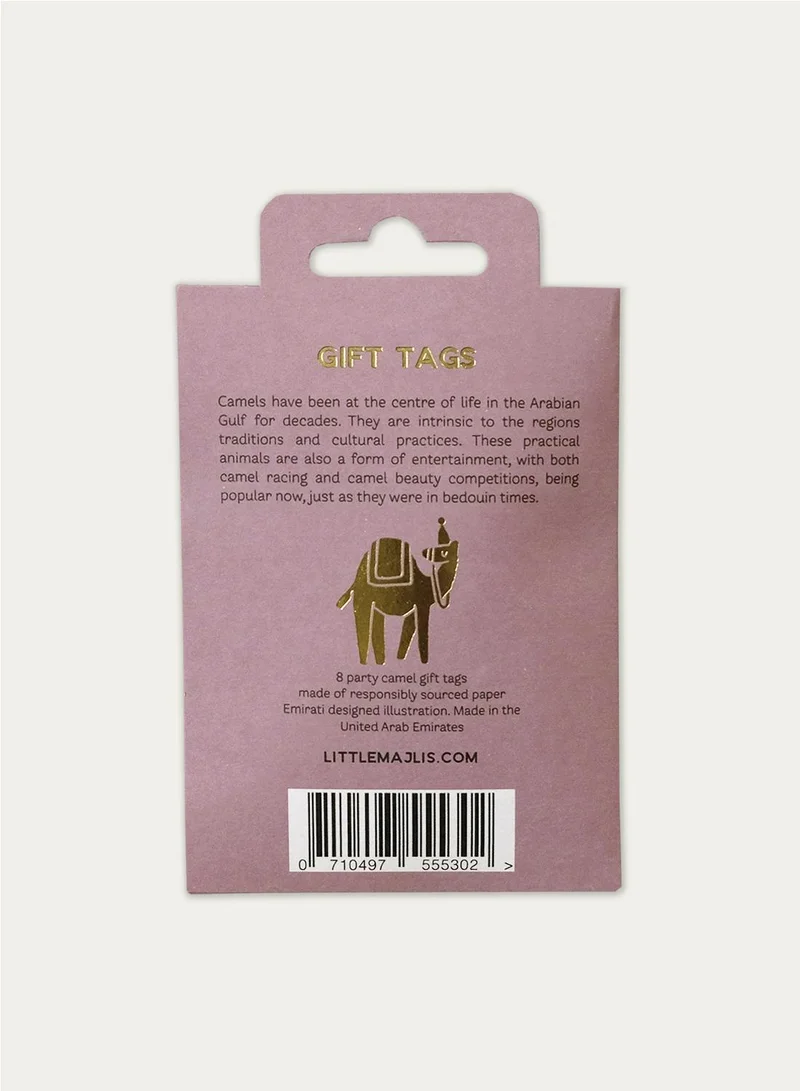 GIFT TAGS
Camels have been at the centre of life in the Arabian
Gulf for decades. They are intrinsic to the regions
traditions and cultural practices. These practical
animals are also a form of entertainment, with both
camel racing and camel beauty competitions, being
popular now, just as they were in bedouin times.
8 party camel gift tags
made of responsibly sourced paper
Emirati designed illustration. Made in the
United Arab Emirates
LITTLEMAJLIS.COM
0 710497 555302 >